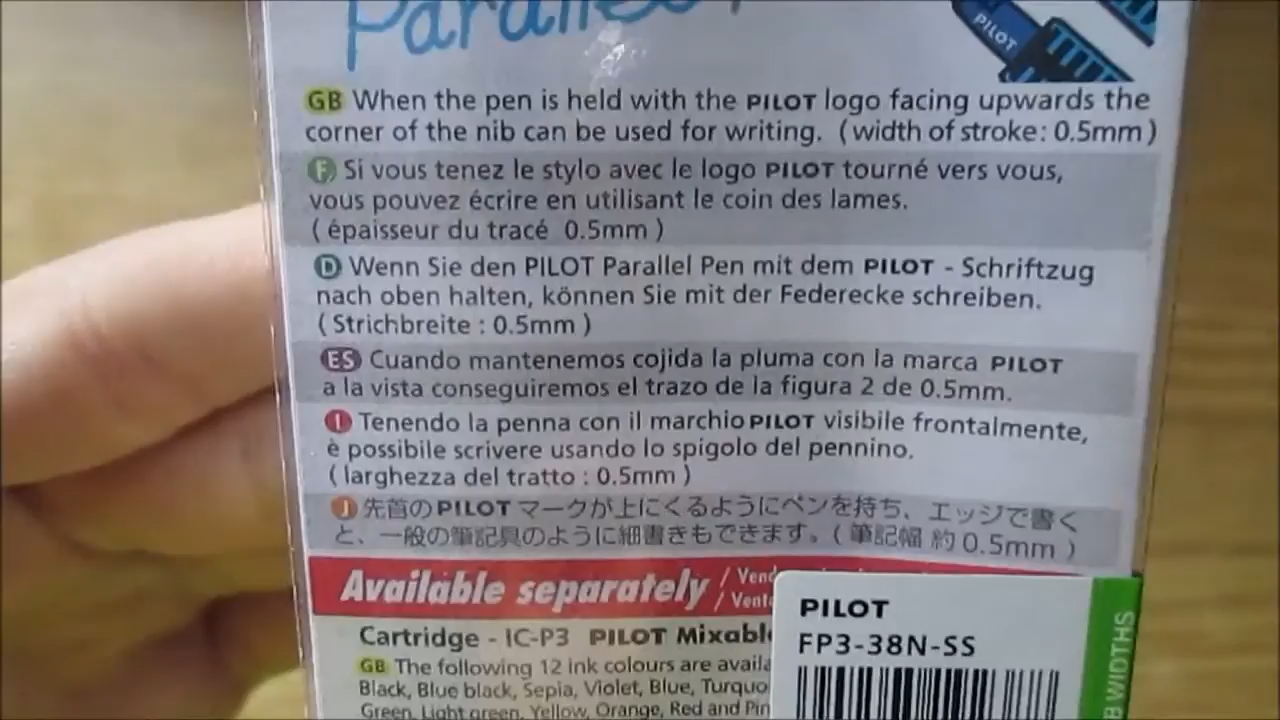 Parallel
PILOT
GB When the pen is held with the PILOT logo facing upwards the
corner of the nib can be used for writing. (width of stroke: 0.5mm)
F Si vous tenez le stylo avec le logo PILOT tourné vers vous,
vous pouvez écrire en utilisant le coin des lames.
(épaisseur du tracé 0.5mm)
D Wenn Sie den PILOT Parallel Pen mit dem PILOT - Schriftzug
nach oben halten, können Sie mit der Federecke schreiben.
(Strichbreite : 0.5mm)
ES Cuando mantenemos cojida la pluma con la marca PILOT
a la vista conseguiremos el trazo de la figura 2 de 0.5mm.
I Tenendo la penna con il marchio PILOT visibile frontalmente,
è possibile scrivere usando lo spigolo del pennino.
(larghezza del tratto : 0.5mm)
J 先首のPILOTマークが上にくるようにペンを持ち、エッジで書く
と、一般の筆記具のように細書きもできます。(筆記幅 約0.5mm)
Available separately /
/
Cartridge - IC-P3 PILOT
GB The following 12 ink colours are
Black, Blue black, Sepia, Violet, Blue,
Green, Light green, Yellow, Orange, Red and
PILOT
FP3-38N-SS
WIDTHS